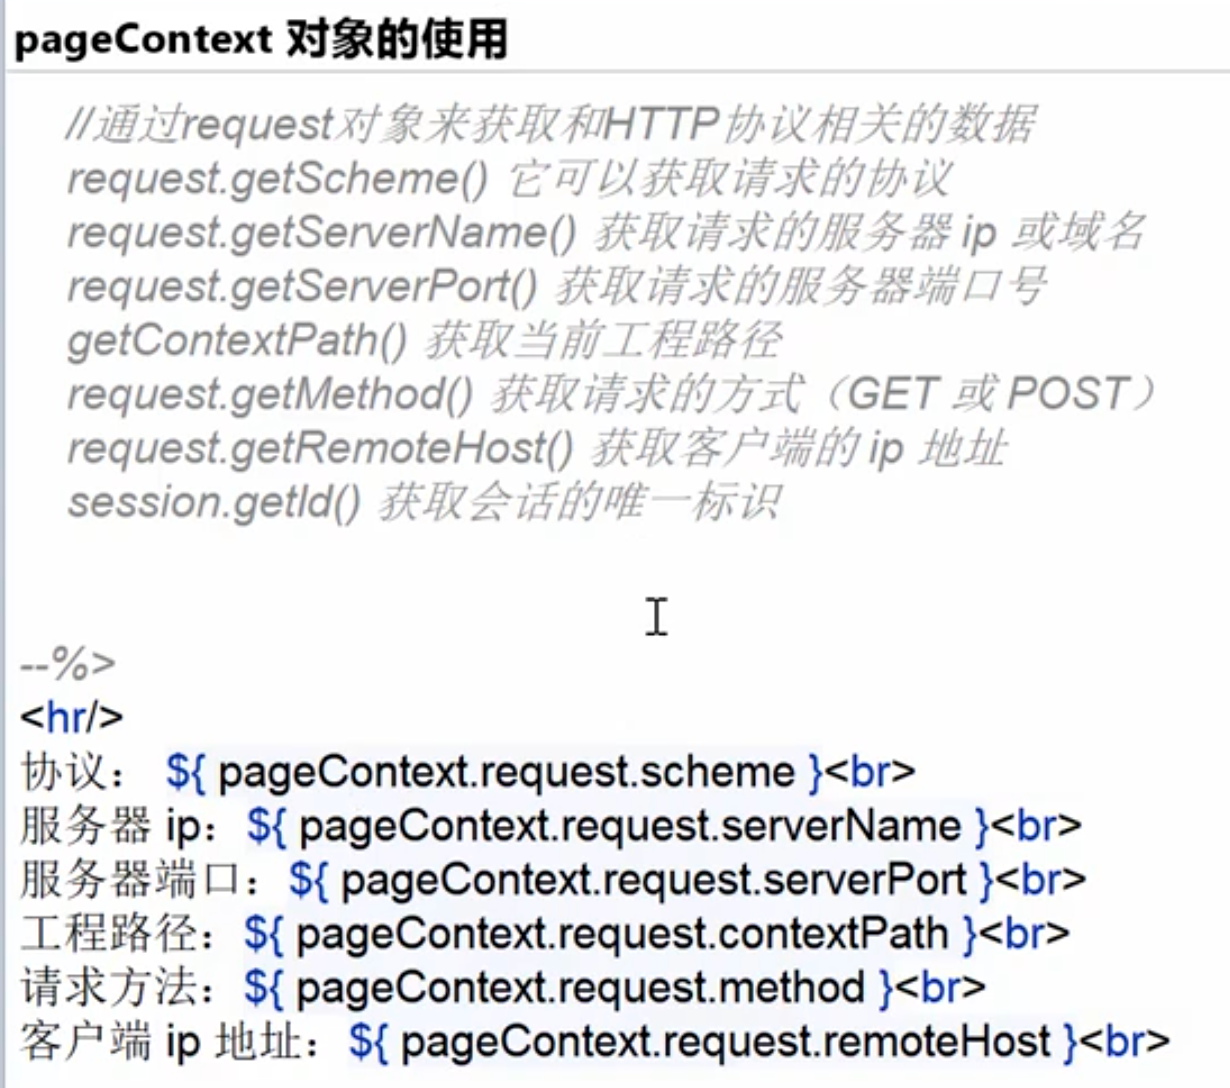 pageContext 对象的使用
//通过request对象来获取和HTTP协议相关的数据
request.getScheme() 它可以获取请求的协议
request.getServerName() 获取请求的服务器 ip 或域名
request.getServerPort() 获取请求的服务器端口号
getContextPath() 获取当前工程路径
request.getMethod() 获取请求的方式（GET 或 POST）
request.getRemoteHost() 获取客户端的 ip 地址
session.getId() 获取会话的唯一标识
--%>
<hr/>
协议： ${ pageContext.request.scheme }<br>
服务器 ip：${ pageContext.request.serverName }<br>
服务器端口：${ pageContext.request.serverPort }<br>
工程路径：${ pageContext.request.contextPath }<br>
请求方法：${ pageContext.request.method }<br>
客户端 ip 地址：${ pageContext.request.remoteHost }<br>